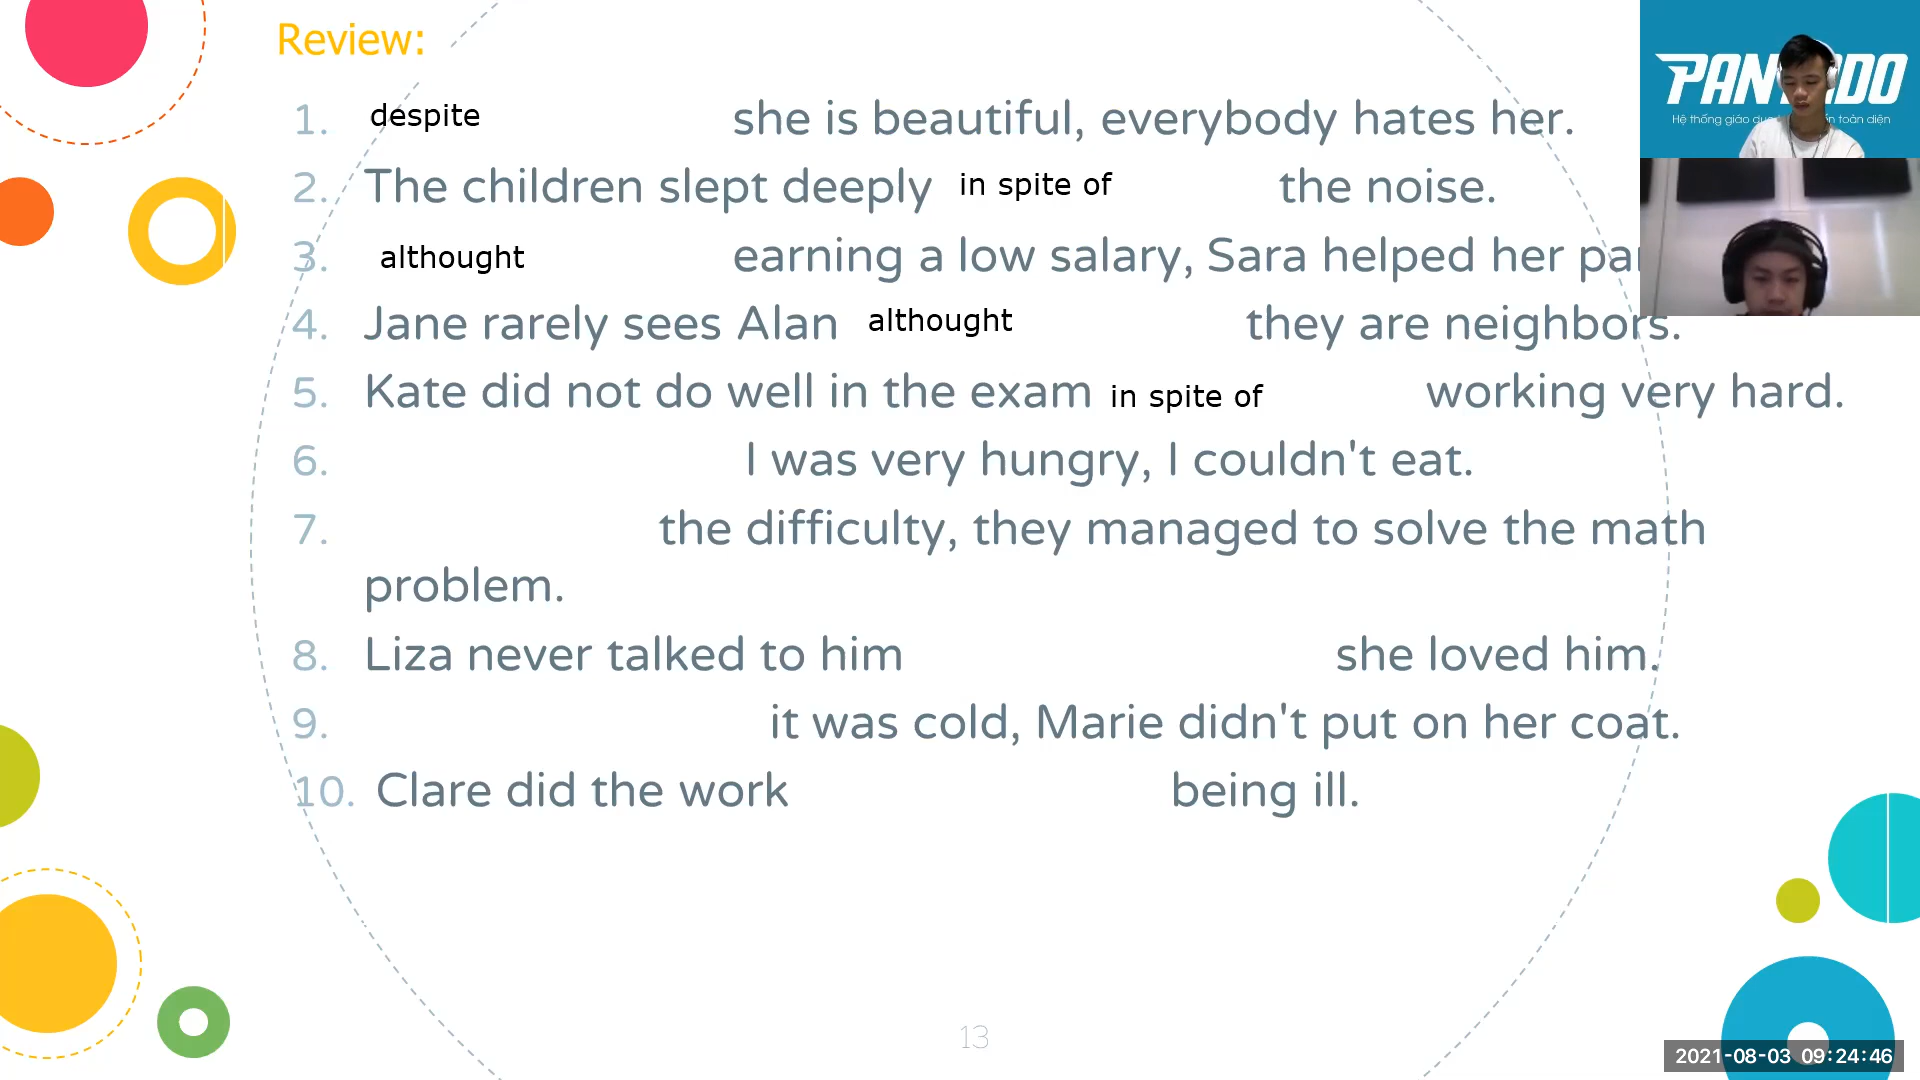 Review:
1. despite she is beautiful, everybody hates her.
2. The children slept deeply in spite of the noise.
3. althought earning a low salary, Sara helped her
4. Jane rarely sees Alan althought they are neighbors.
5. Kate did not do well in the exam in spite of working very hard.
6. I was very hungry, I couldn't eat.
7. the difficulty, they managed to solve the math
problem.
8. Liza never talked to him she loved him.
9. it was cold, Marie didn't put on her coat.
10. Clare did the work being ill.
13
Hệ thống giáo toàn diện
2021-08-03 09:24:46